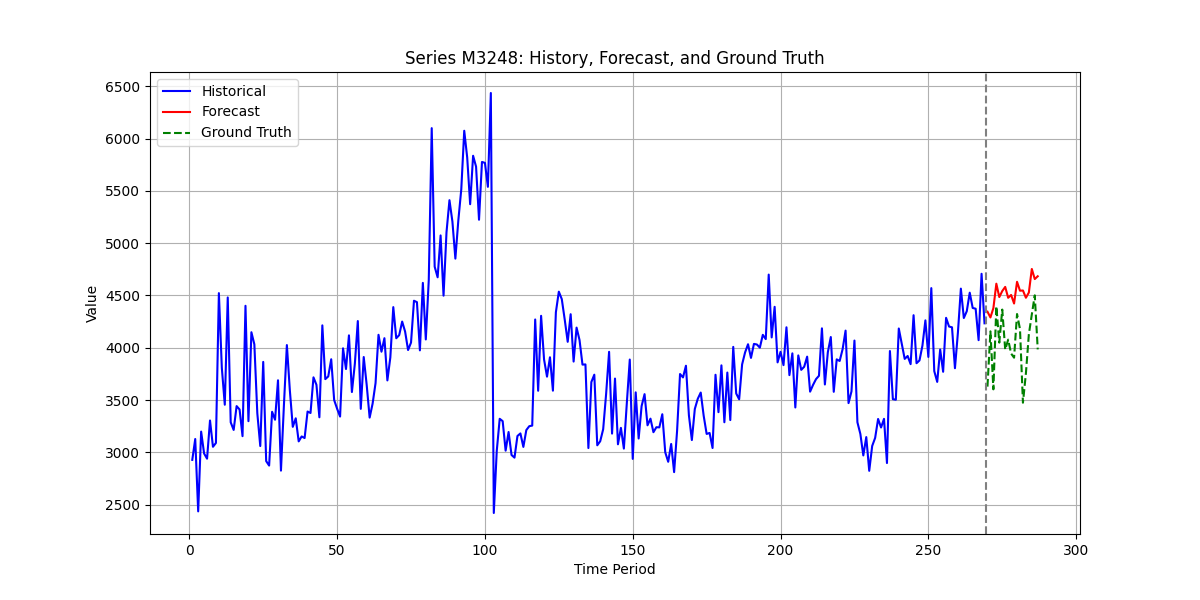 Series M3248: History, Forecast, and Ground Truth
6500
6000
5500
5000
4500
4000
3500
3000
2500
Value
Historical
Forecast
Ground Truth
0 50 100 150 200 250 300
Time Period